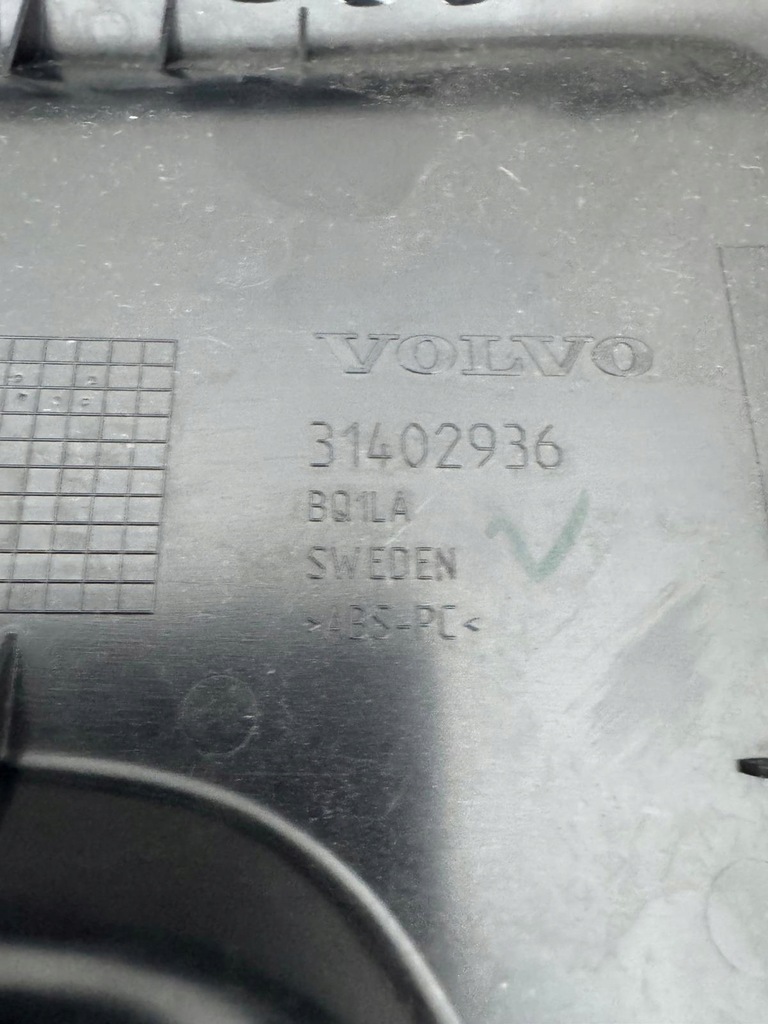 VOLVO
31402936
BQ1LA
SWEDEN
>ABS-PC<